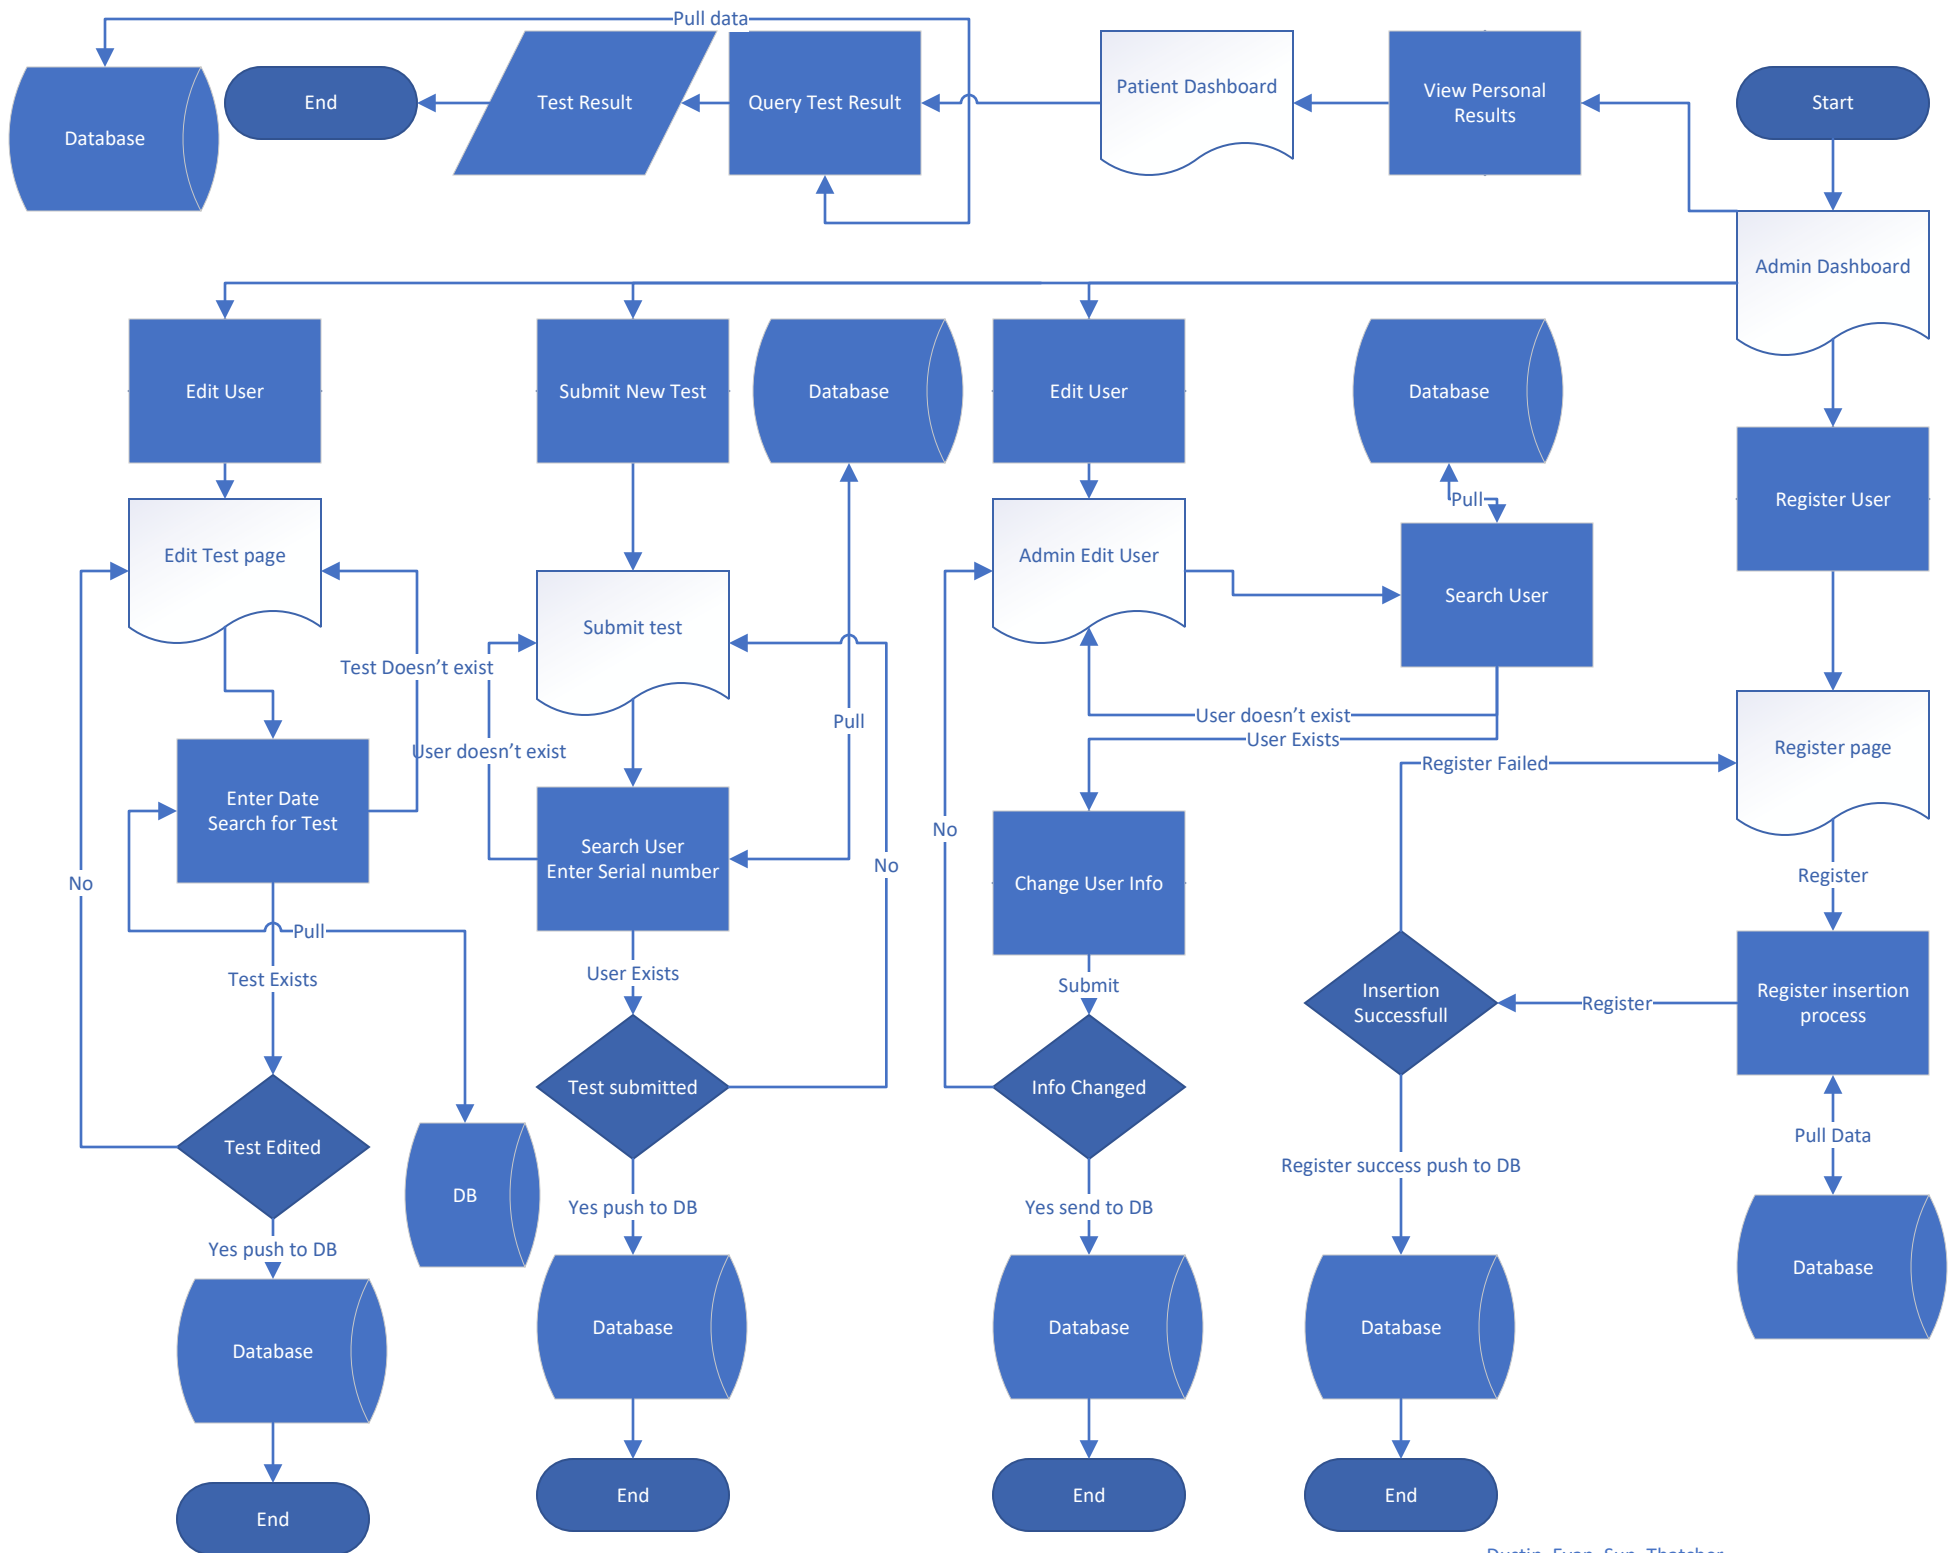 Pull data
Database
End
Test Result
Query Test Result
Patient Dashboard
View Personal
Results
Start
Admin Dashboard
Edit User
Submit New Test
Database
Edit User
Database
Register User
Edit Test page
Submit test
Admin Edit User
Pull
Search User
Test Doesn't exist
User doesn't exist
Pull
User doesn't exist
User Exists
Register page
Register Failed
Enter Date
Search for Test
Search User
Enter Serial number
No
No
No
Change User Info
Register
Pull
Test Exists
User Exists
Submit
Insertion
Successfull
Register
Register insertion
process
Test Edited
Test submitted
Info Changed
Pull Data
Register success push to DB
DB
Yes push to DB
Yes push to DB
Yes send to DB
Database
Database
Database
Database
Database
End
End
End
End